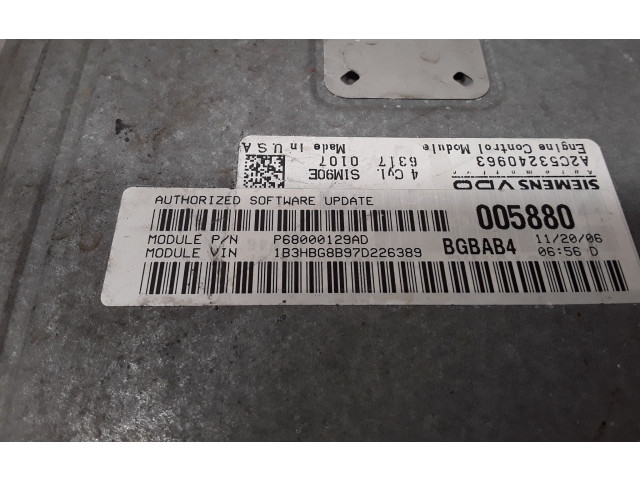 AUTHORIZED SOFTWARE UPDATE
005880
MODULE P/N P68000129AD
BGBAB4
11/20/06
MODULE VIN 1B3HBG8B97D226389
06:56 D
SIEMENS VDO
Automotive
A2C53240963
Engine Control Module
4 Cyl. 6317
SIM90E 0107 Made in U.S.A